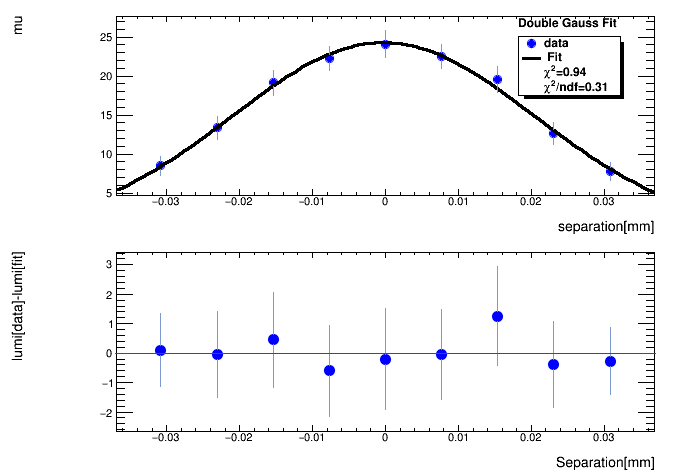 mu
Double Gauss Fit
data
Fit
χ²=0.94
χ²/ndf=0.31
25
20
15
10
5
−0.03 −0.02 −0.01 0 0.01 0.02 0.03
separation[mm]
lumi[data]-lumi[fit]
3
2
1
0
−1
−2
−0.03 −0.02 −0.01 0 0.01 0.02 0.03
Separation[mm]